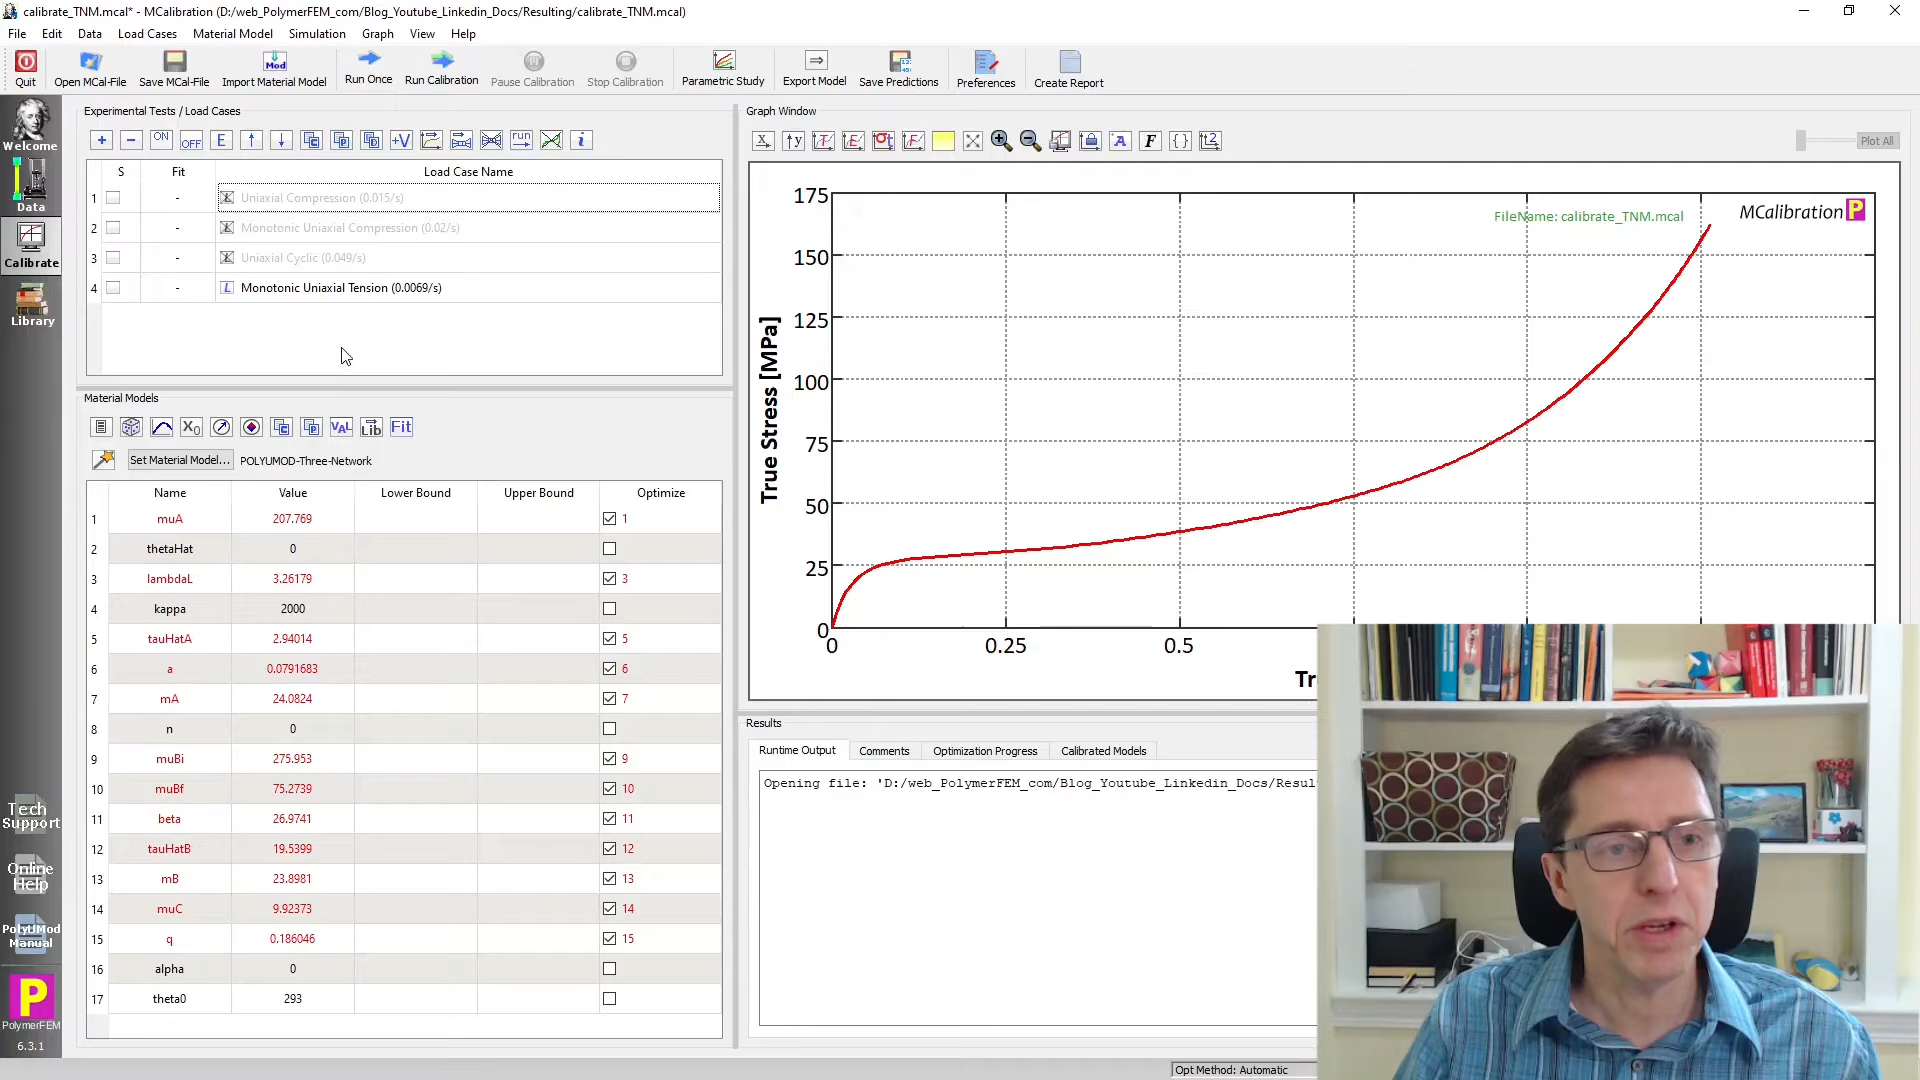 calibrate_TNM.mcal* - MCalibration (D:/web_PolymerFEM_com/Blog_Youtube_Linkedin_Docs/Resulting/calibrate_TNM.mcal)
File Edit Data Load Cases Material Model Simulation Graph View Help
Quit Open MCal-File Save MCal-File Import Material Model Run Once Run Calibration Pause Calibration Stop Calibration Parametric Study Export Model Save Predictions Preferences Create Report
Welcome
Data
Calibrate
Library
Tech Support
Online Help
PolyUMod Manual
P
PolymerFEM
6.3.1
Experimental Tests / Load Cases
ON OFF E +V run i
S Fit Load Case Name
1 - Uniaxial Compression (0.015/s)
2 - Monotonic Uniaxial Compression (0.02/s)
3 - Uniaxial Cyclic (0.049/s)
4 - L Monotonic Uniaxial Tension (0.0069/s)
Material Models
X0 VAL Lib Fit
Set Material Model... POLYUMOD-Three-Network
Name Value Lower Bound Upper Bound Optimize
1 muA 207.769 1
2 thetaHat 0
3 lambdaL 3.26179 3
4 kappa 2000
5 tauHatA 2.94014 5
6 a 0.0791683 6
7 mA 24.0824 7
8 n 0
9 muBi 275.953 9
10 muBf 75.2739 10
11 beta 26.9741 11
12 tauHatB 19.5399 12
13 mB 23.8981 13
14 muC 9.92373 14
15 q 0.186046 15
16 alpha 0
17 theta0 293
Graph Window
Plot All
FileName: calibrate_TNM.mcal
MCalibration P
True Stress [MPa]
175
150
125
100
75
50
25
0
0 0.25 0.5
Tr
Results
Runtime Output Comments Optimization Progress Calibrated Models
Opening file: 'D:/web_PolymerFEM_com/Blog_Youtube_Linkedin_Docs/Resul
Opt Method: Automatic